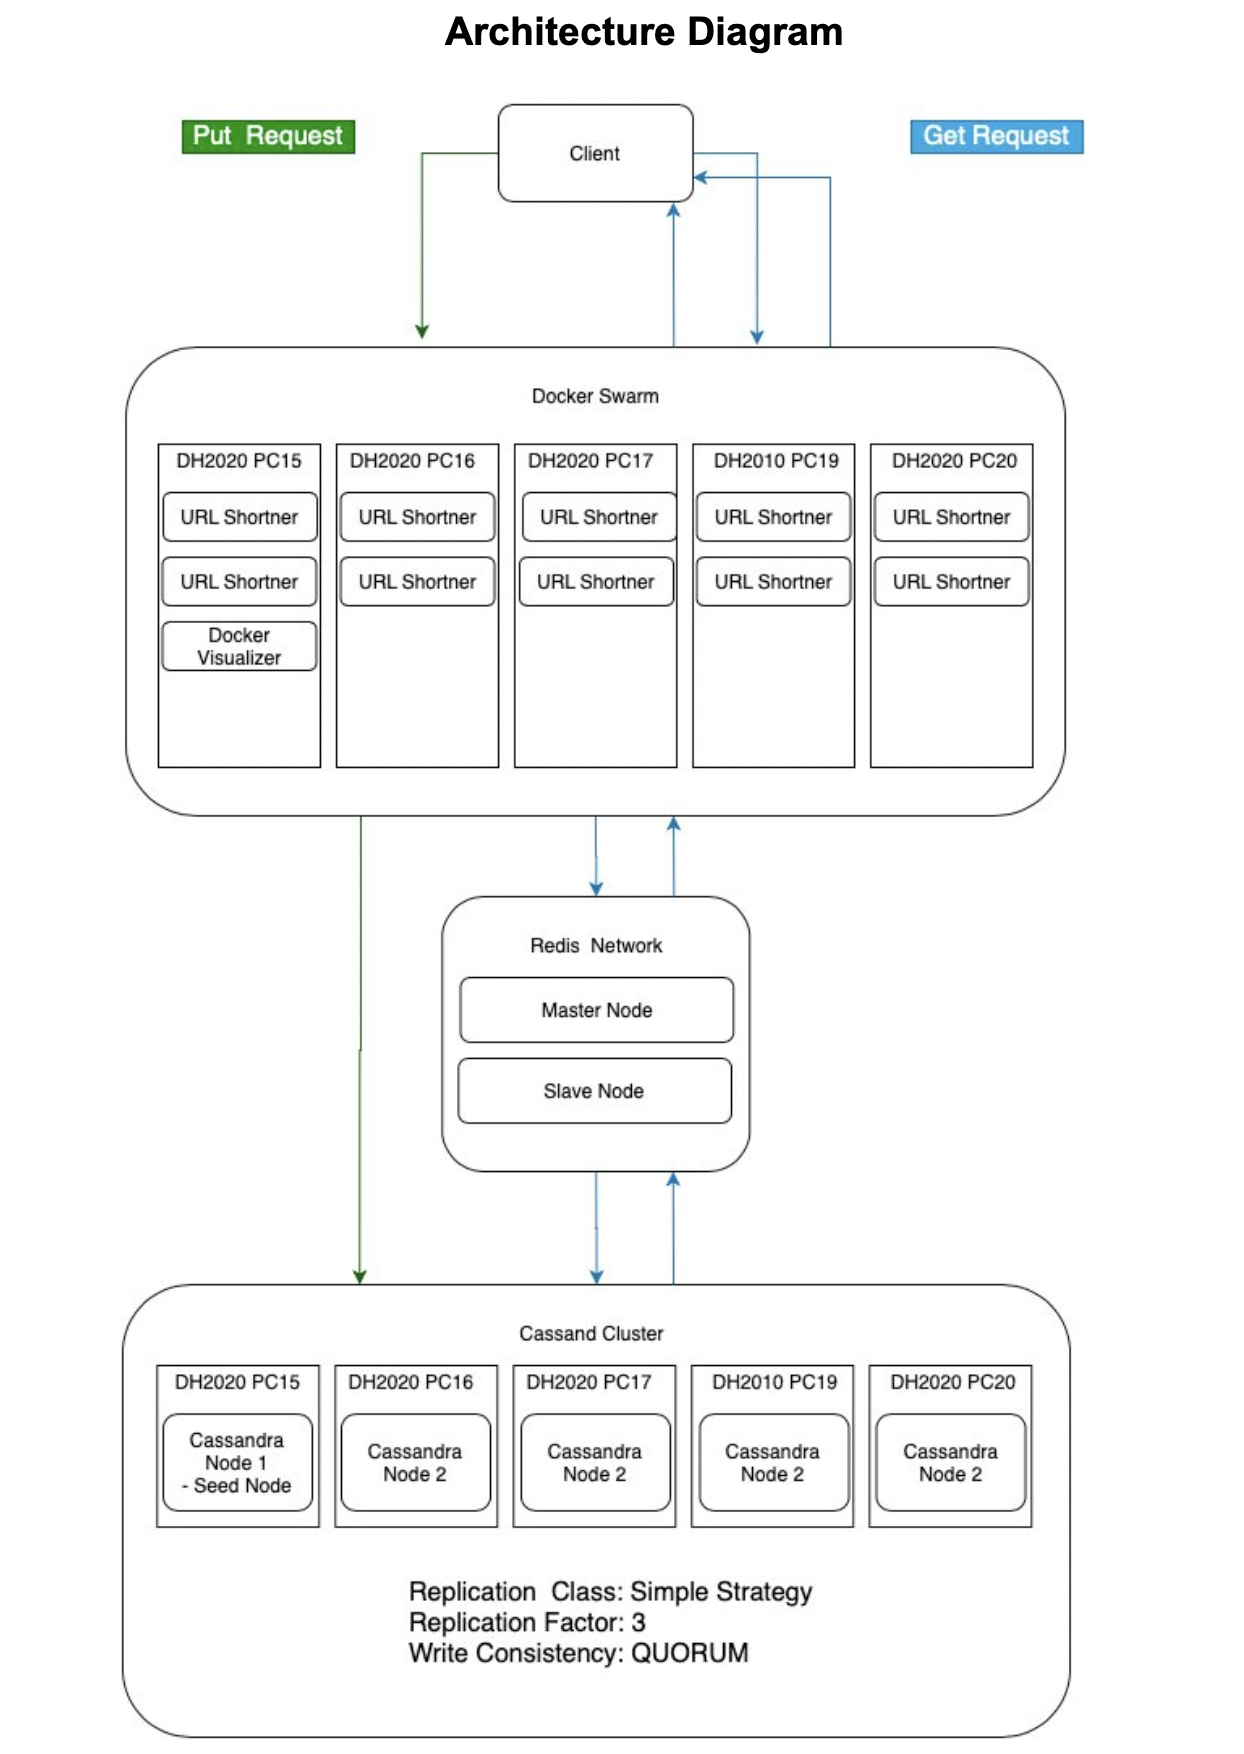 Architecture Diagram
Put Request
Client
Get Request
Docker Swarm
DH2020 PC15
URL Shortner
URL Shortner
Docker
Visualizer
DH2020 PC16
URL Shortner
URL Shortner
DH2020 PC17
URL Shortner
URL Shortner
DH2010 PC19
URL Shortner
URL Shortner
DH2020 PC20
URL Shortner
URL Shortner
Redis Network
Master Node
Slave Node
Cassand Cluster
DH2020 PC15
Cassandra
Node 1
- Seed Node
DH2020 PC16
Cassandra
Node 2
DH2020 PC17
Cassandra
Node 2
DH2010 PC19
Cassandra
Node 2
DH2020 PC20
Cassandra
Node 2
Replication Class: Simple Strategy
Replication Factor: 3
Write Consistency: QUORUM